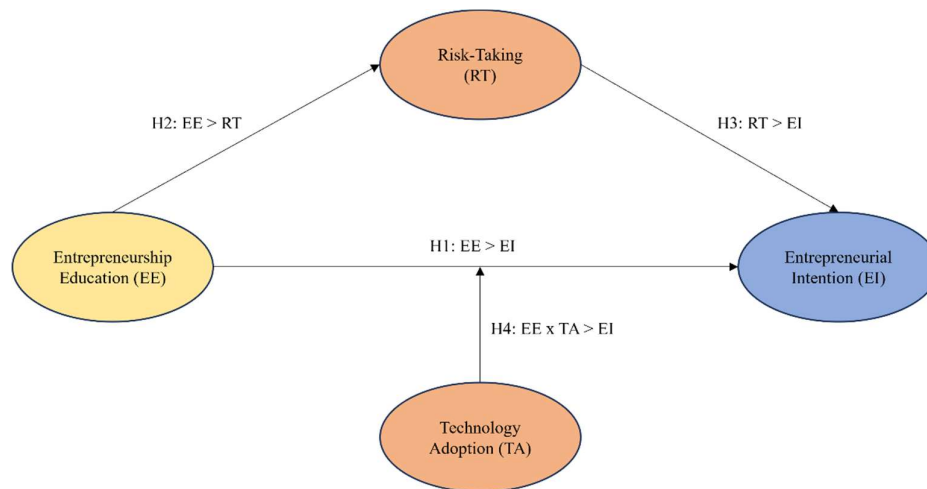 Risk-Taking
(RT)
H2: EE > RT
H3: RT > EI
Entrepreneurship
Education (EE)
H1: EE > EI
Entrepreneurial
Intention (EI)
H4: EE x TA > EI
Technology
Adoption (TA)